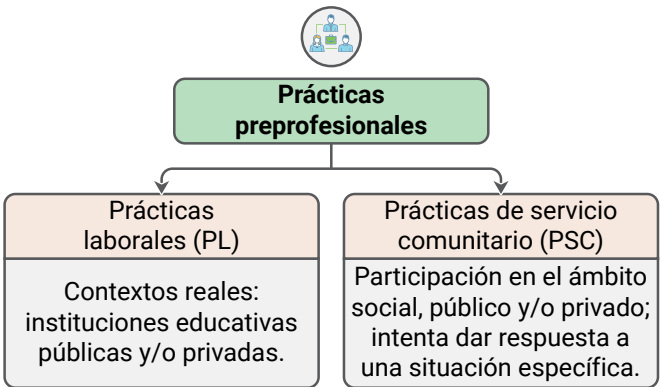 Prácticas
preprofesionales
Prácticas
laborales (PL)
Contextos reales:
instituciones educativas
públicas y/o privadas.
Prácticas de servicio
comunitario (PSC)
Participación en el ámbito
social, público y/o privado;
intenta dar respuesta a
una situación específica.